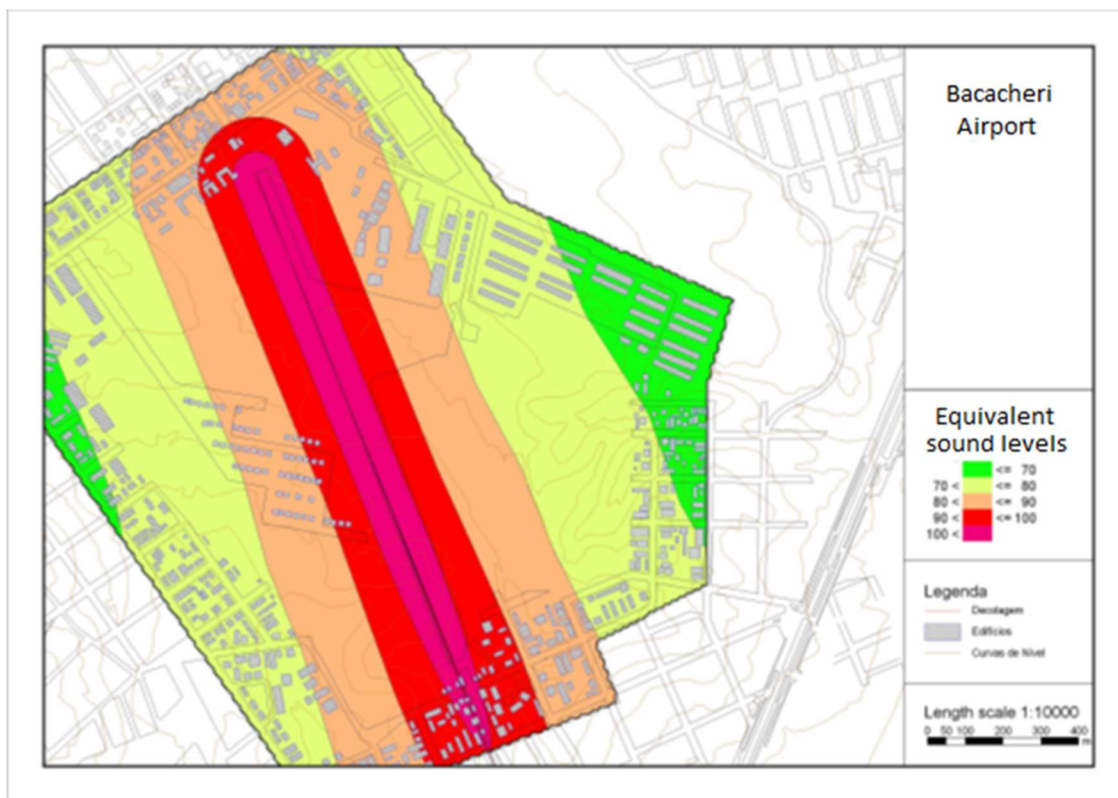 Bacacheri
Airport
Equivalent
sound levels
<= 70
70 < <= 80
80 < <= 90
90 < <= 100
100 <
Legenda
Decolagem
Edifícios
Curvas de Nível
Length scale 1:10000
0 50 100 200 300 400
m